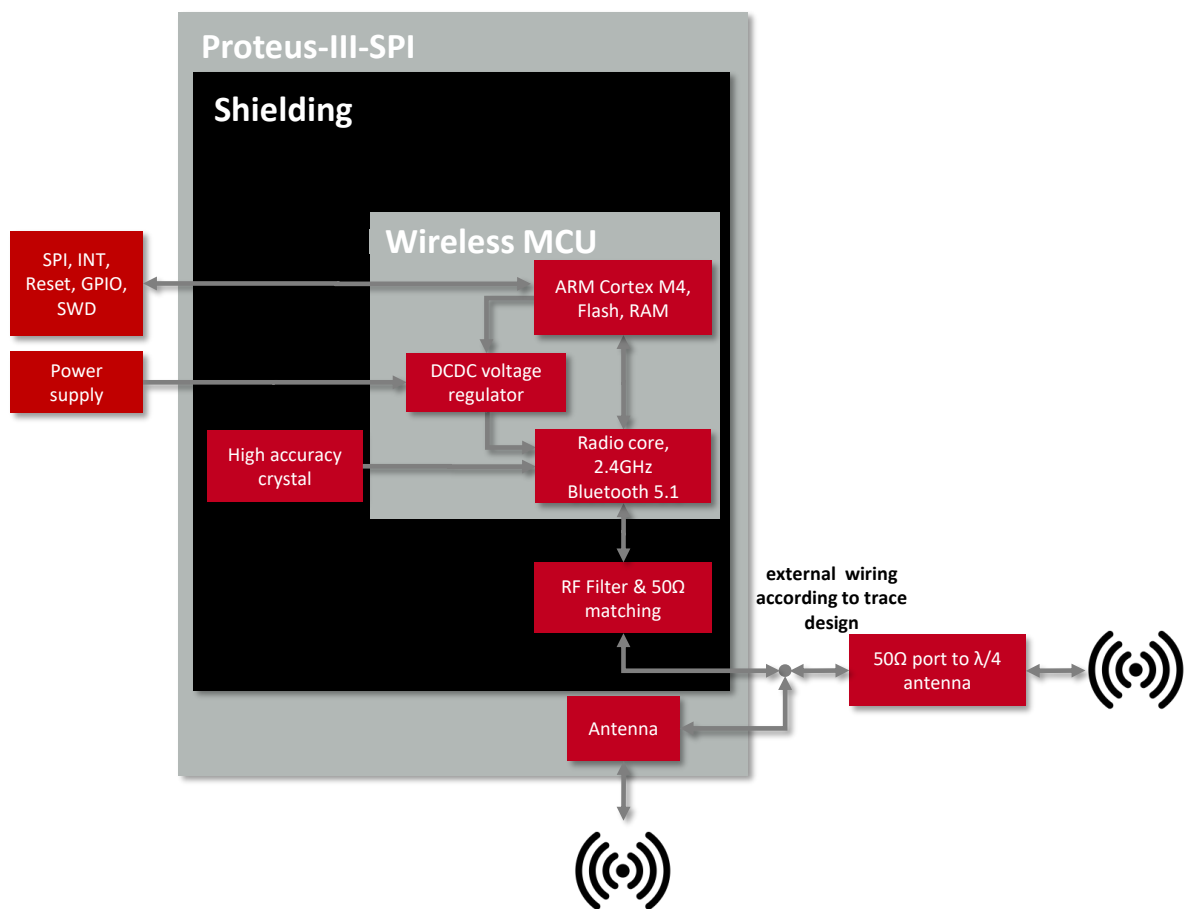 Proteus-III-SPI
Shielding
Wireless MCU
SPI, INT,
Reset, GPIO,
SWD
ARM Cortex M4,
Flash, RAM
Power
supply
DCDC voltage
regulator
High accuracy
crystal
Radio core,
2.4GHz
Bluetooth 5.1
RF Filter & 50Ω
matching
external wiring
according to trace
design
50Ω port to λ/4
antenna
Antenna